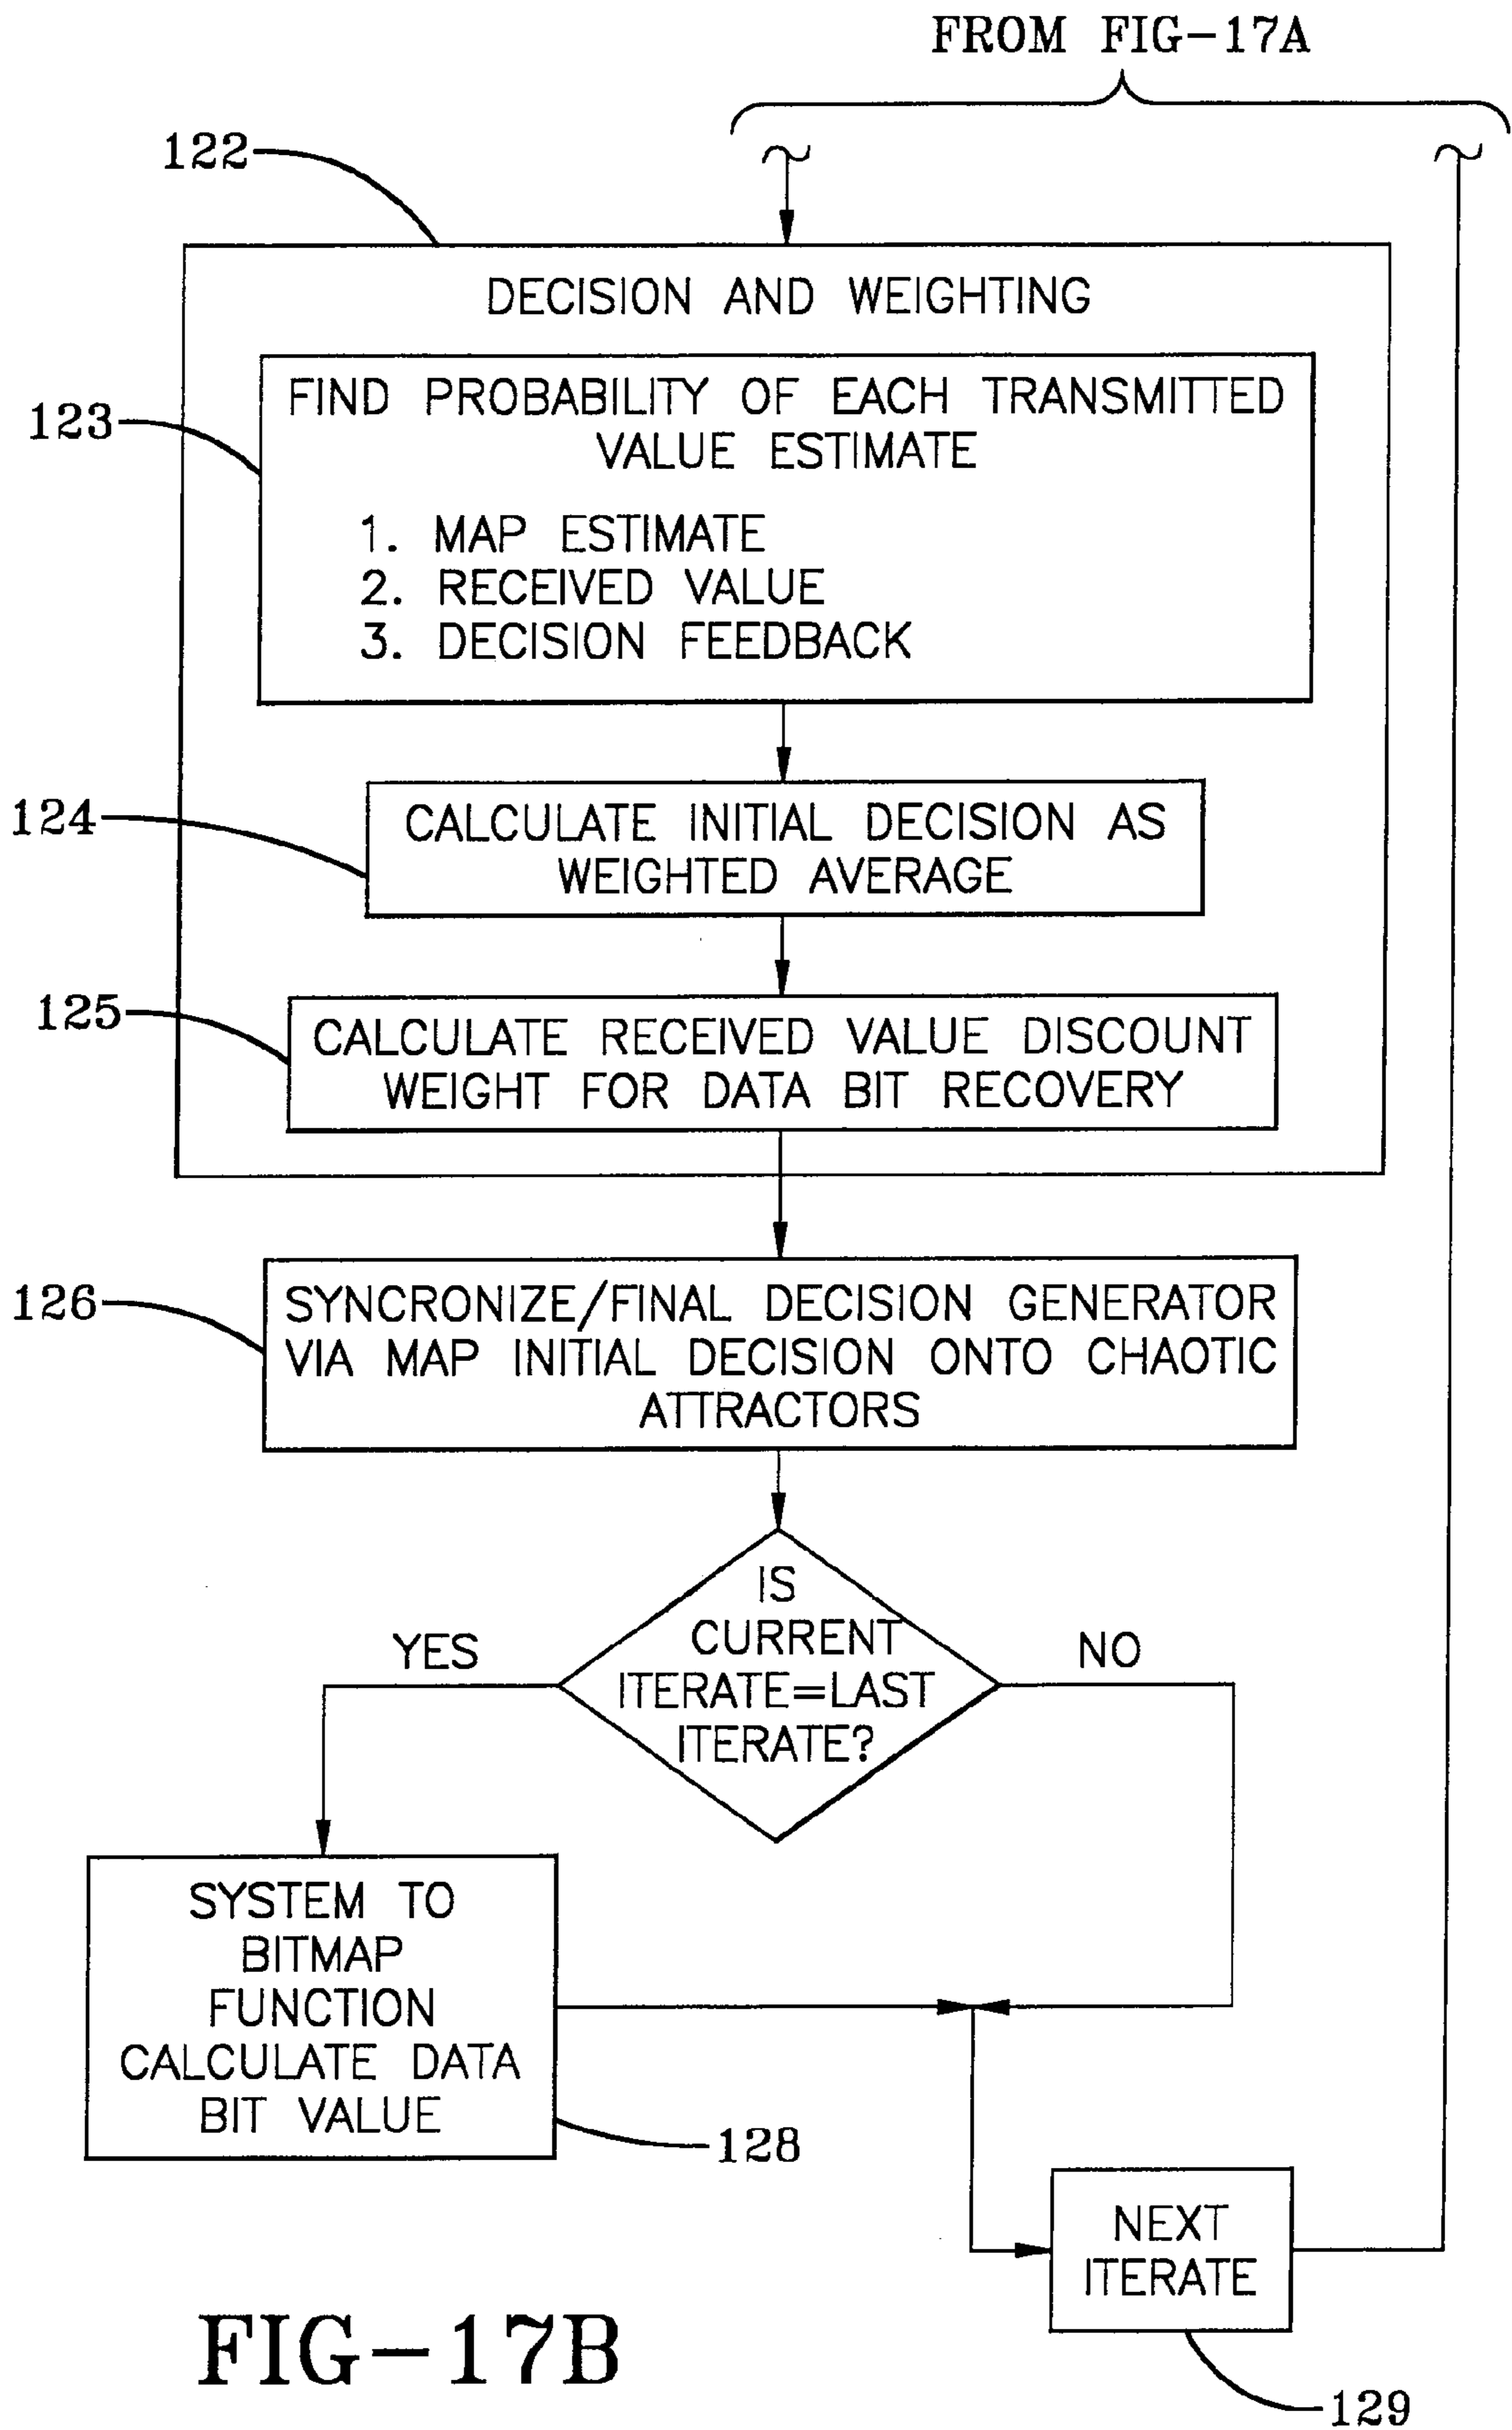 FROM FIG-17A
122
DECISION AND WEIGHTING
123
FIND PROBABILITY OF EACH TRANSMITTED
VALUE ESTIMATE
1. MAP ESTIMATE
2. RECEIVED VALUE
3. DECISION FEEDBACK
124
CALCULATE INITIAL DECISION AS
WEIGHTED AVERAGE
125
CALCULATE RECEIVED VALUE DISCOUNT
WEIGHT FOR DATA BIT RECOVERY
126
SYNCRONIZE/FINAL DECISION GENERATOR
VIA MAP INITIAL DECISION ONTO CHAOTIC
ATTRACTORS
IS
CURRENT
ITERATE=LAST
ITERATE?
YES
NO
SYSTEM TO
BITMAP
FUNCTION
CALCULATE DATA
BIT VALUE
128
NEXT
ITERATE
129
FIG-17B